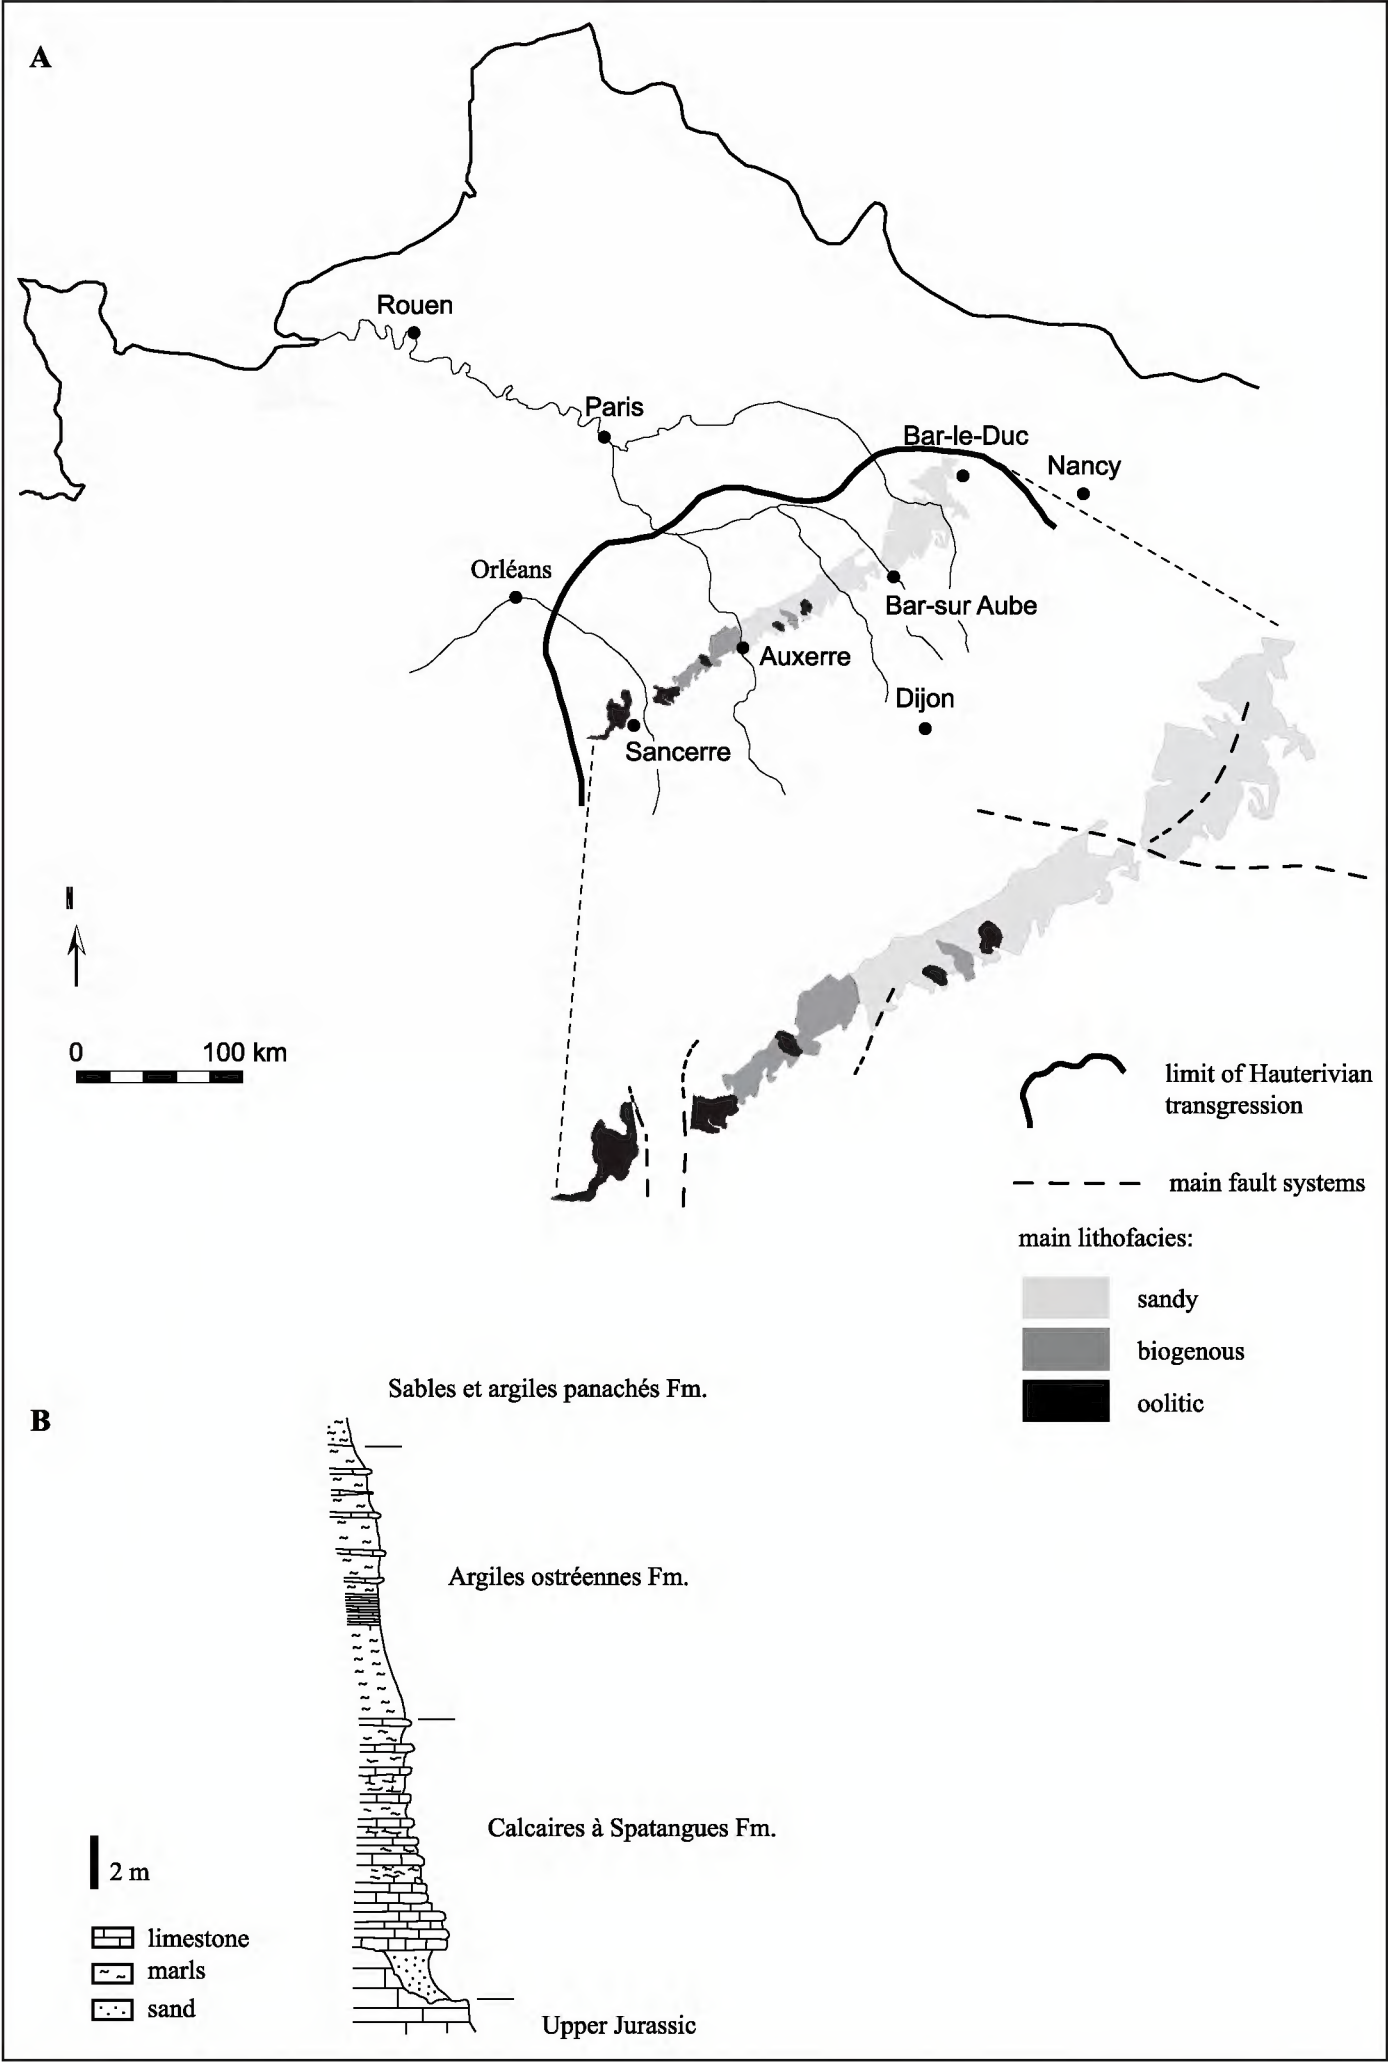 A
Rouen
Paris
Bar-le-Duc
Nancy
Orléans
Bar-sur Aube
Auxerre
Dijon
Sancerre
0 100 km
limit of Hauterivian
transgression
main fault systems
main lithofacies:
sandy
biogenous
oolitic
B
Sables et argiles panachés Fm.
Argiles ostréennes Fm.
Calcaires à Spatangues Fm.
2 m
limestone
marls
sand
Upper Jurassic